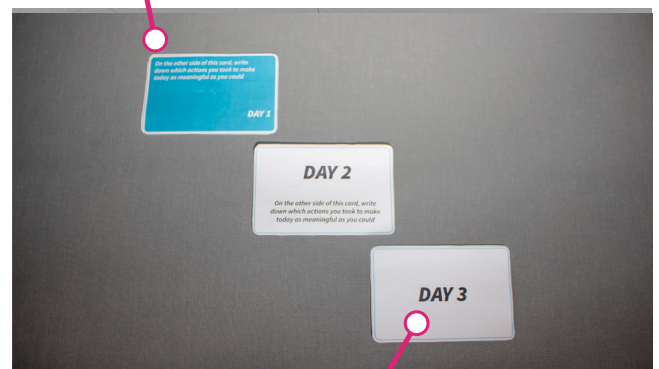 On the other side of this card, write
down which actions you took to make
today as meaningful as you could
DAY 1
DAY 2
On the other side of this card, write
down which actions you took to make
today as meaningful as you could
DAY 3